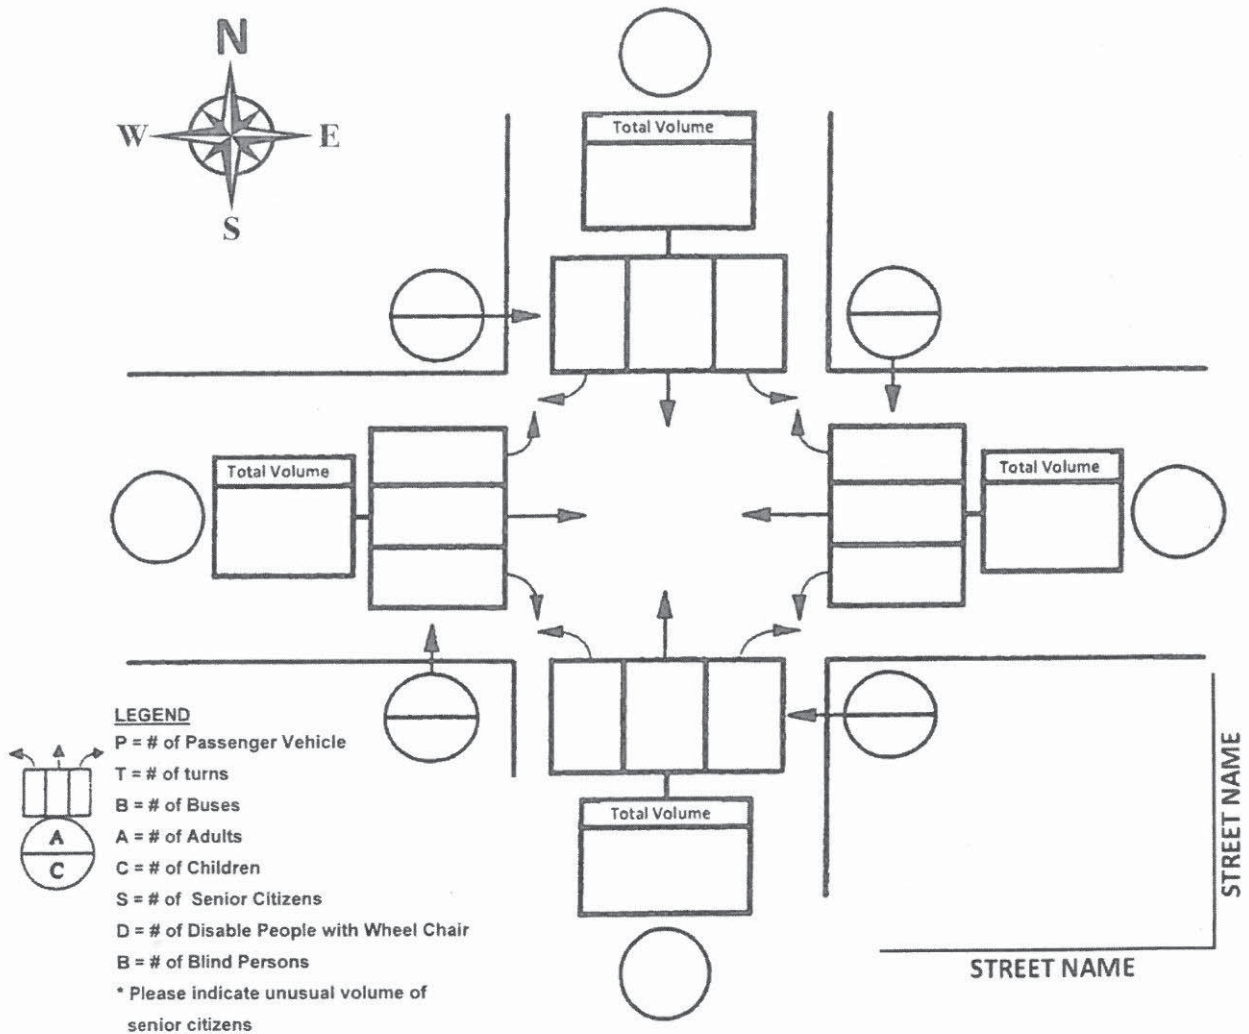 N
W E
S
Total Volume
Total Volume
Total Volume
LEGEND
P = # of Passenger Vehicle
T = # of turns
B = # of Buses
A
A = # of Adults
C
C = # of Children
S = # of Senior Citizens
D = # of Disable People with Wheel Chair
B = # of Blind Persons
* Please indicate unusual volume of
senior citizens
Total Volume
STREET NAME
STREET NAME